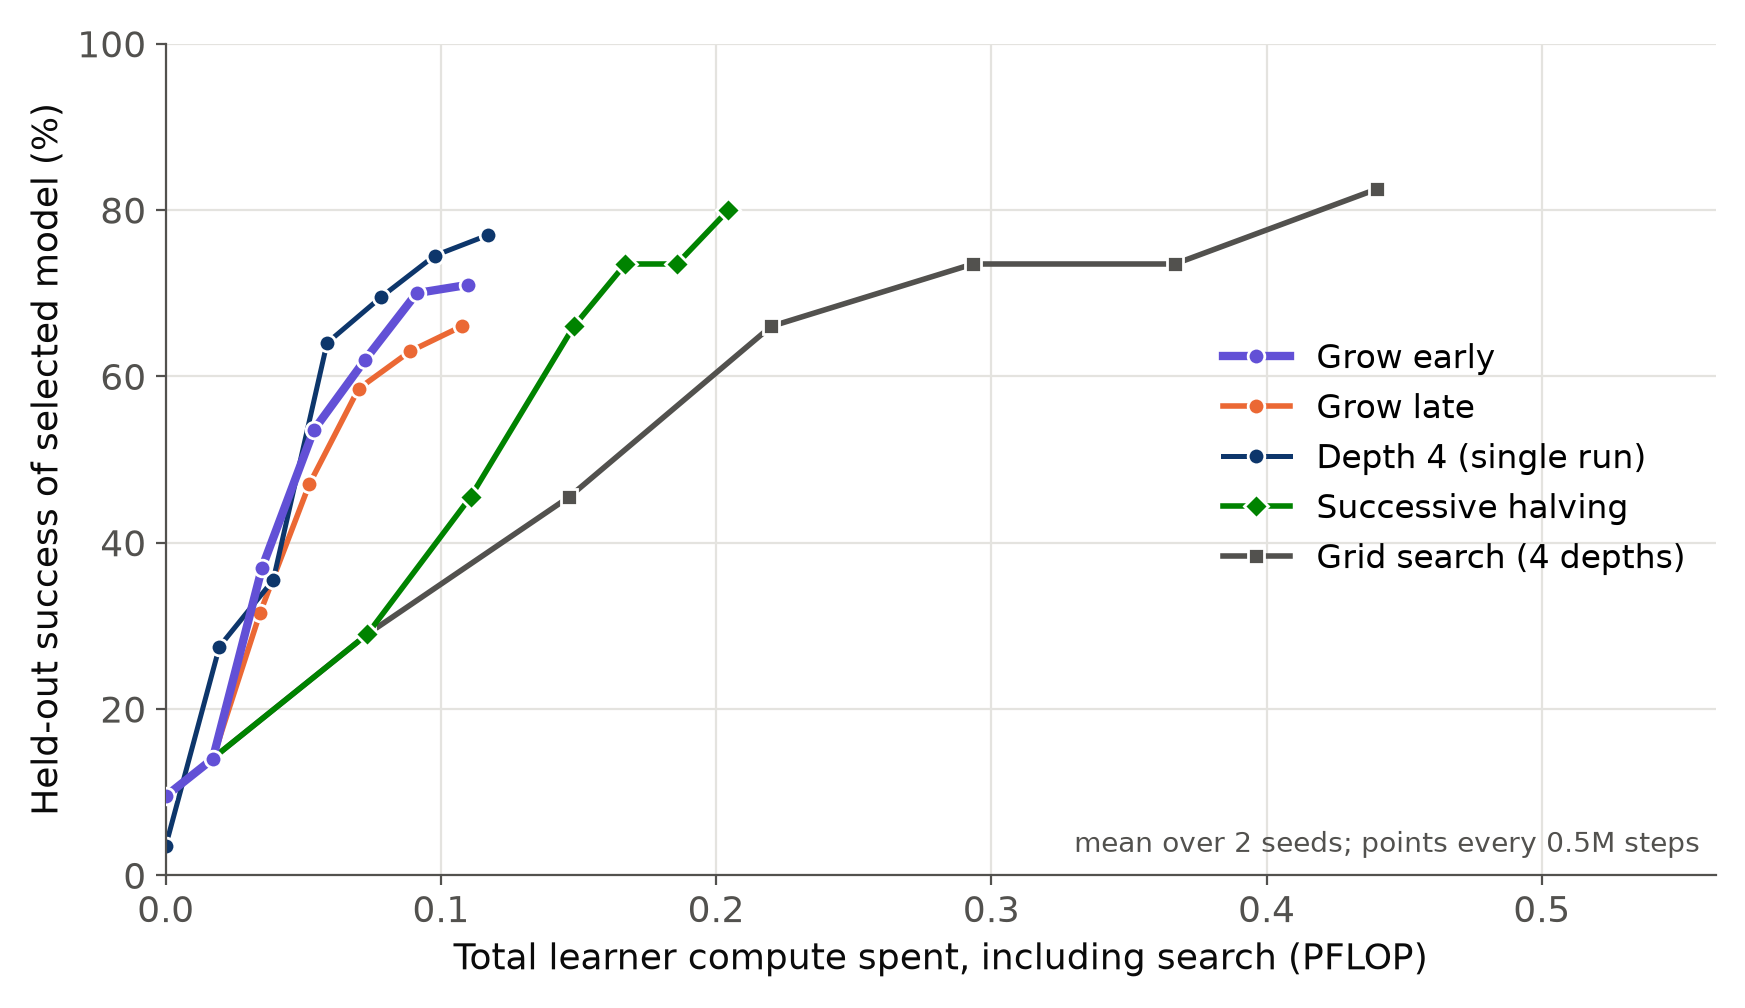 Held-out success of selected model (%)
100
80
60
40
20
0
Grow early
Grow late
Depth 4 (single run)
Successive halving
Grid search (4 depths)
mean over 2 seeds; points every 0.5M steps
0.0 0.1 0.2 0.3 0.4 0.5
Total learner compute spent, including search (PFLOP)